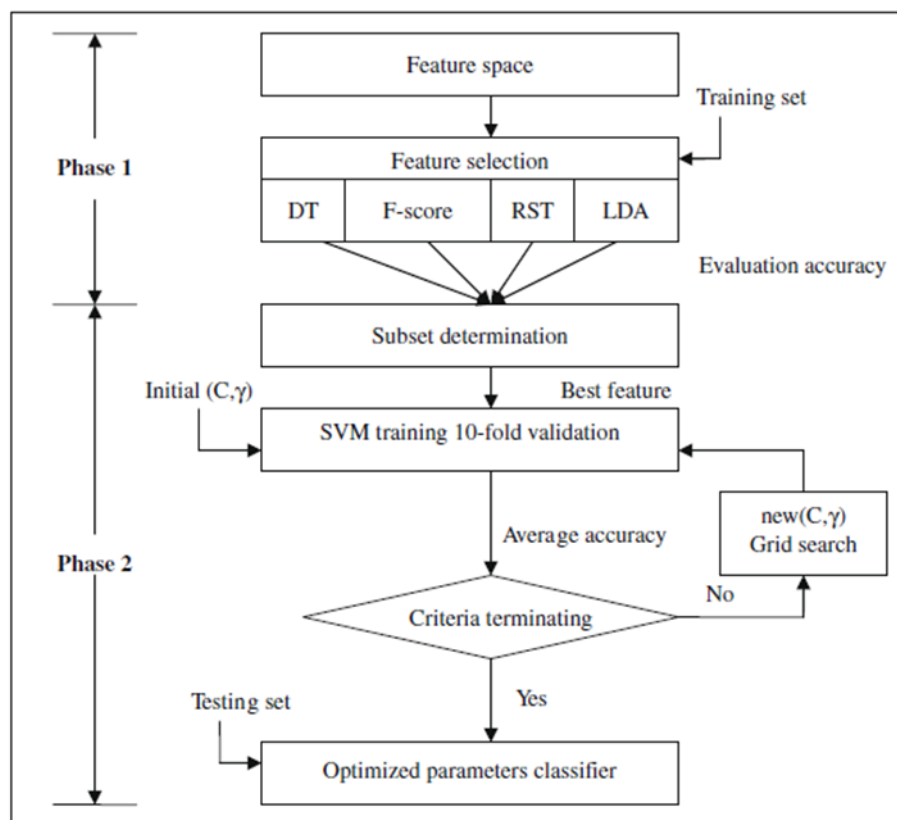 Feature space
Training set
Phase 1
Feature selection
DT
F-score
RST
LDA
Evaluation accuracy
Subset determination
Initial (C,γ)
Best feature
SVM training 10-fold validation
new(C,γ)
Grid search
Average accuracy
Phase 2
No
Criteria terminating
Yes
Testing set
Optimized parameters classifier